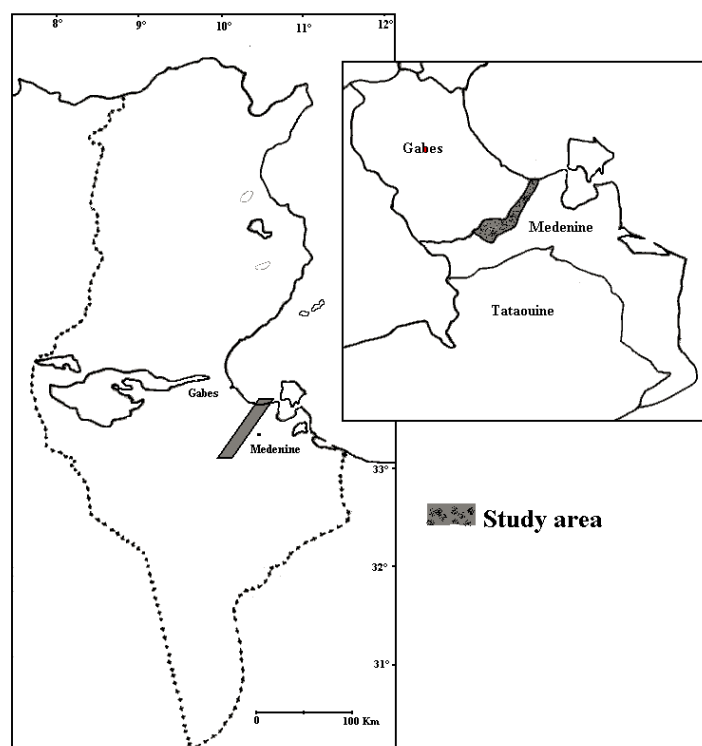 8° 9° 10° 11° 12°
Gabes
Medenine
33°
32°
31°
0 100 Km
Gabes
Medenine
Tataouine
Study area